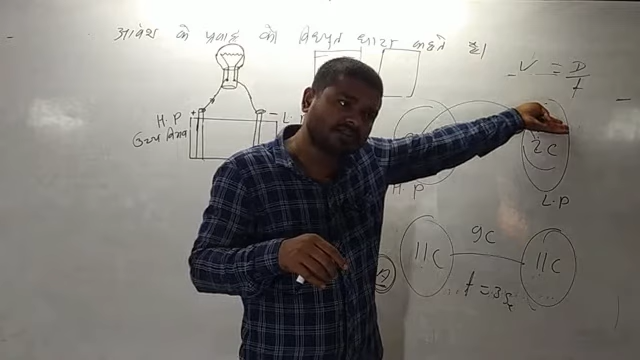 आवेश के प्रवाह को विद्युत धारा कहते है।
V = D/t
+
H.P
उच्च विभव
- L
H P
2C
L.P
11C
9C
11C
t = 3s